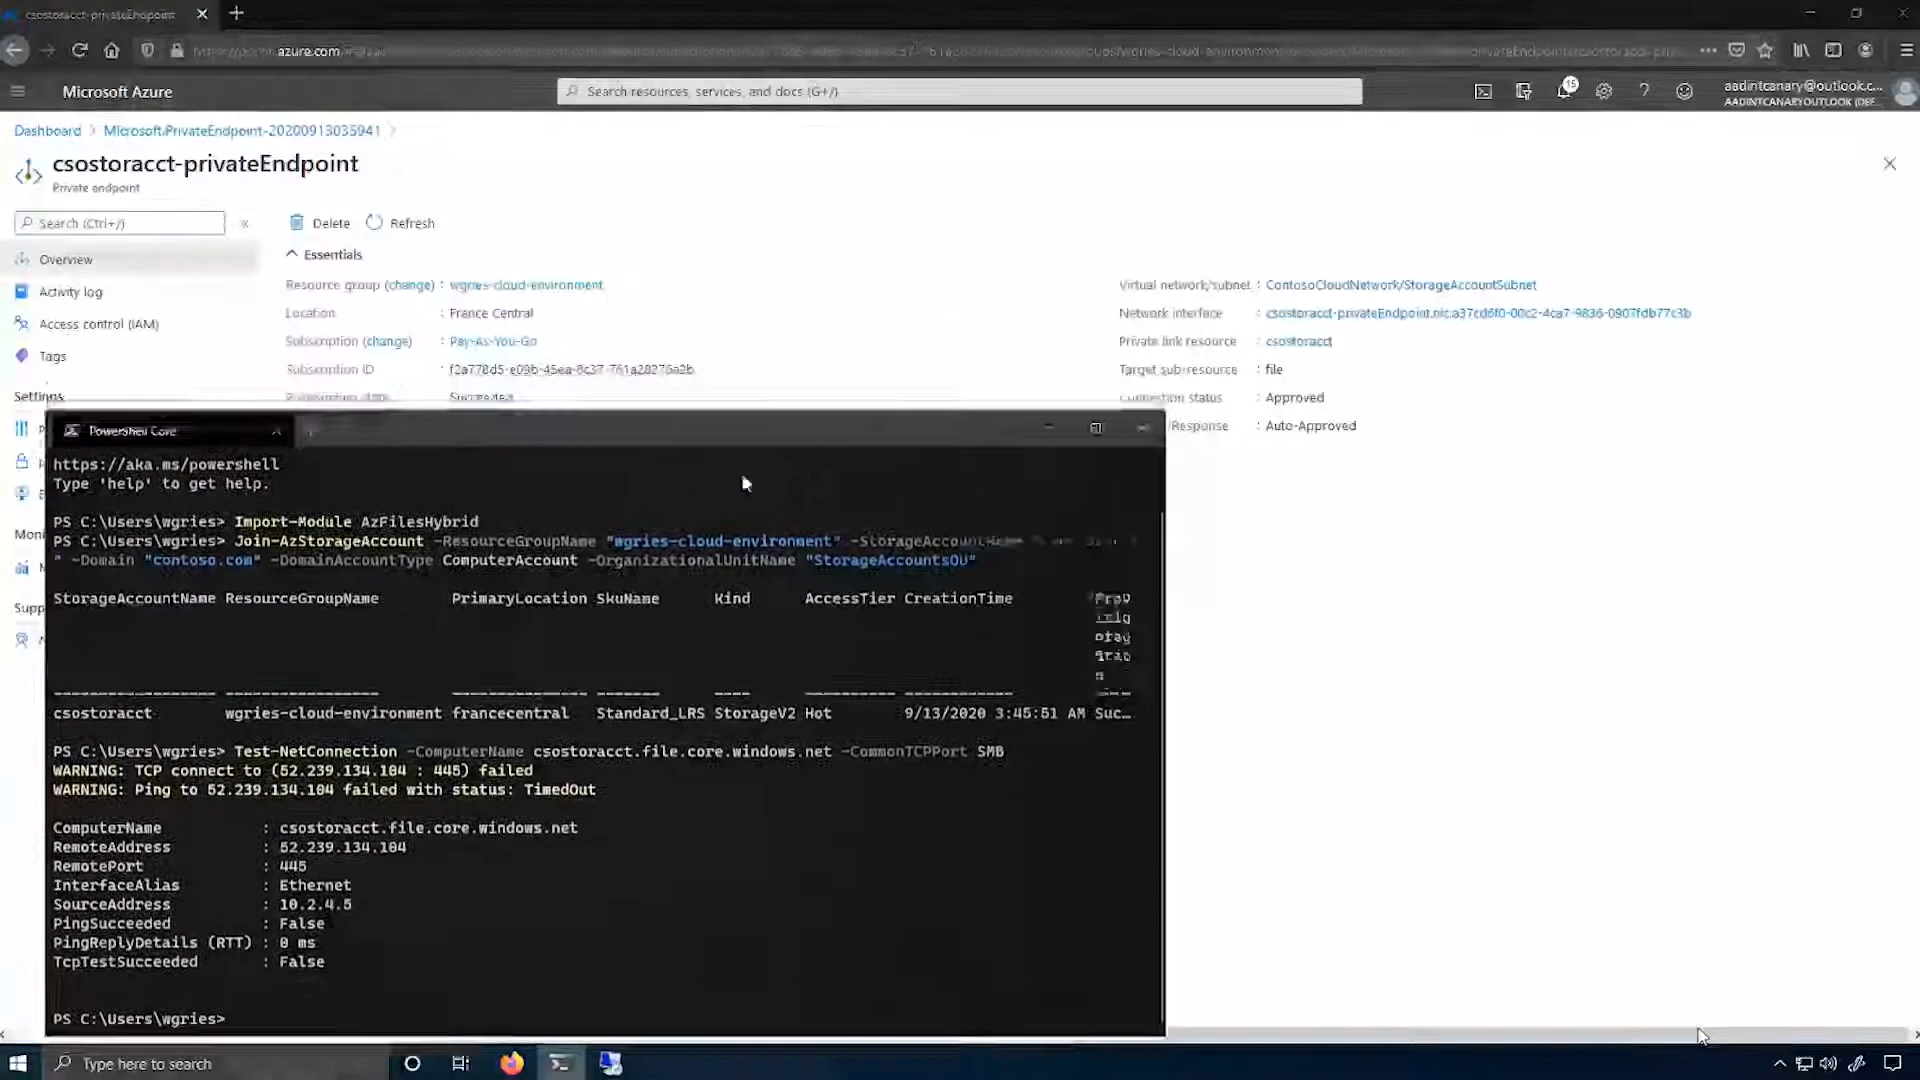 csostoracct-privateEndpoint
azure.com
Microsoft Azure
Search resources, services, and docs (G+/)
15
aadintcanary@outlook.c...
AADINTCANARYOUTLOOK (DEF...
Dashboard
Microsoft.PrivateEndpoint-20200913035941
csostoracct-privateEndpoint
Private endpoint
Search (Ctrl+/)
«
Delete
Refresh
Overview
Activity log
Access control (IAM)
Tags
Settings
Essentials
Resource group (change) : wgries-cloud-environment
Location : France Central
Subscription (change) : Pay-As-You-Go
Subscription ID
Virtual network/subnet : ContosoCloudNetwork/StorageAccountSubnet
Network interface : csostoracct-privateEndpoint.nic.a37cd6f0-00c2-4ca7-9836-0907fdb77c3b
Private link resource : csostoracct
Target sub-resource : file
Connection status : Approved
/Response : Auto-Approved
PowerShell Core
https://aka.ms/powershell
Type 'help' to get help.
PS C:\Users\wgries> Import-Module AzFilesHybrid
PS C:\Users\wgries> Join-AzStorageAccount -ResourceGroupName "wgries-cloud-environment" -StorageAccountName
" -Domain "contoso.com" -DomainAccountType ComputerAccount -OrganizationalUnitName "StorageAccountsOU"
StorageAccountName ResourceGroupName PrimaryLocation SkuName Kind AccessTier CreationTime
csostoracct wgries-cloud-environment francecentral Standard_LRS StorageV2 Hot 9/13/2020 3:45:51 AM Suc…
PS C:\Users\wgries> Test-NetConnection -ComputerName csostoracct.file.core.windows.net -CommonTCPPort SMB
WARNING: TCP connect to (52.239.134.104 : 445) failed
WARNING: Ping to 52.239.134.104 failed with status: TimedOut
ComputerName : csostoracct.file.core.windows.net
RemoteAddress : 52.239.134.104
RemotePort : 445
InterfaceAlias : Ethernet
SourceAddress : 10.2.4.5
PingSucceeded : False
PingReplyDetails (RTT) : 0 ms
TcpTestSucceeded : False
PS C:\Users\wgries>
Type here to search